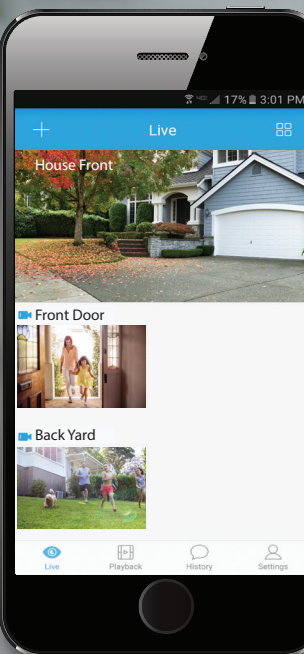 17% 3:01 PM
Live
House Front
Front Door
Back Yard
Live
Playback
History
Settings